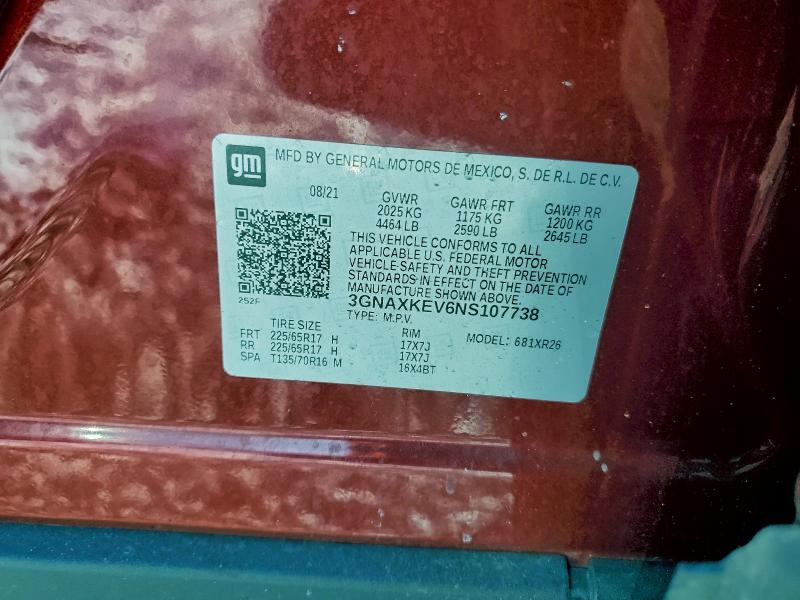 gm MFD BY GENERAL MOTORS DE MEXICO, S. DE R.L. DE C.V.
08/21 GVWR GAWR FRT GAWR RR
2025 KG 1175 KG 1200 KG
4464 LB 2590 LB 2645 LB
THIS VEHICLE CONFORMS TO ALL
APPLICABLE U.S. FEDERAL MOTOR
VEHICLE SAFETY AND THEFT PREVENTION
STANDARDS IN EFFECT ON THE DATE OF
MANUFACTURE SHOWN ABOVE.
252F 3GNAXKEV6NS107738
TYPE: M.P.V.
TIRE SIZE RIM MODEL: 681XR26
FRT 225/65R17 H 17X7J
RR 225/65R17 H 17X7J
SPA T135/70R16 M 16X4BT